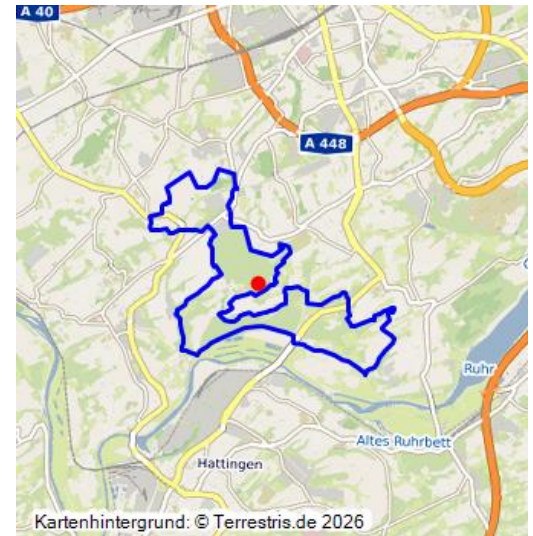 A 40
A 448
Ruhr
Altes Ruhrbett
Hattingen
Kartenhintergrund: © Terrestris.de 2026